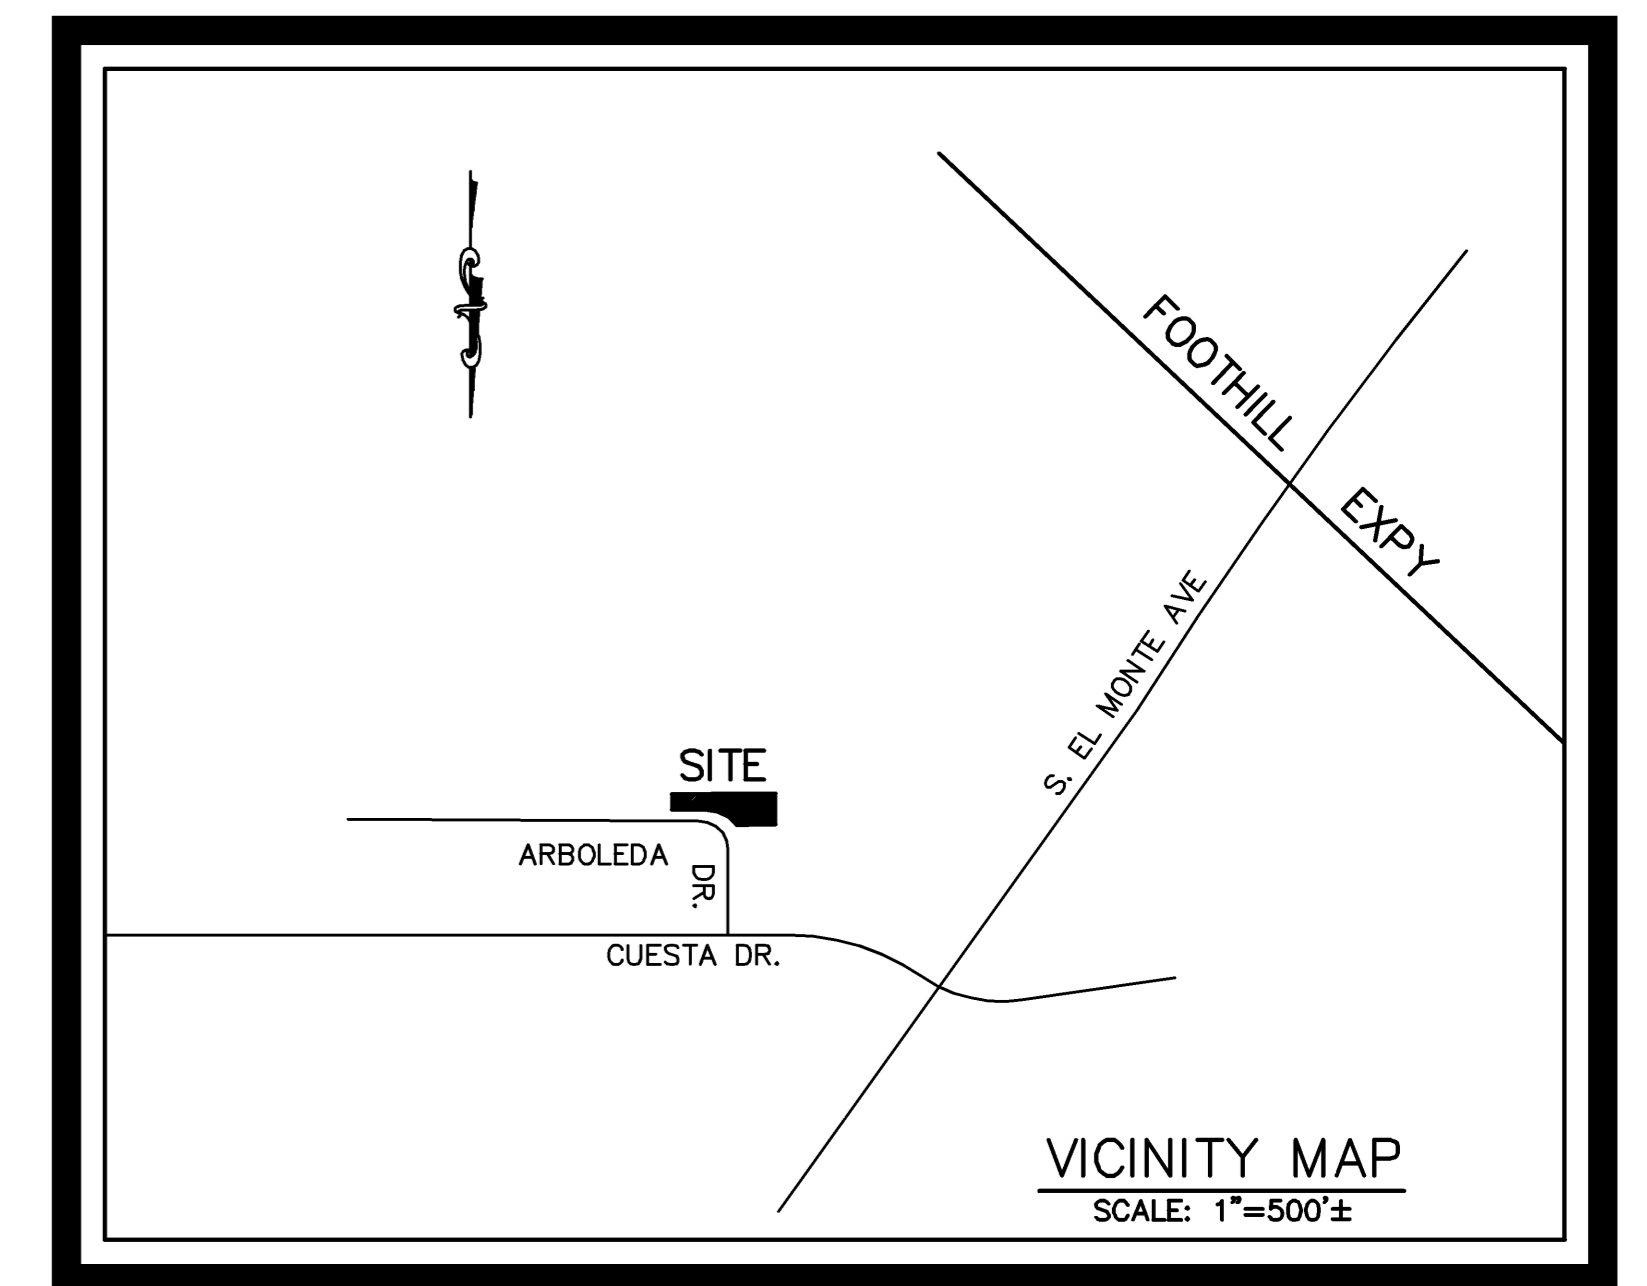 FOOTHILL EXPY
S. EL MONTE AVE
SITE
ARBOLEDA DR.
CUESTA DR.
VICINITY MAP
SCALE: 1"=500'±